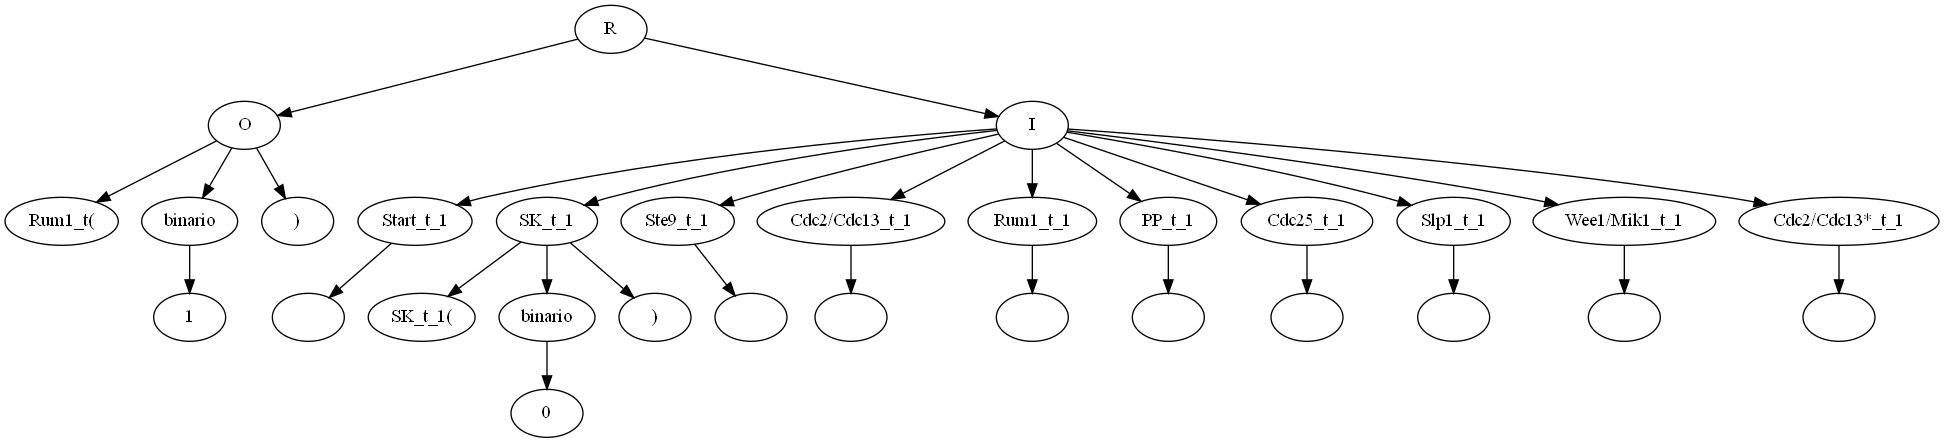 R
O
I
Rum1_t(
binario
)
Start_t_1
SK_t_1
Ste9_t_1
Cdc2/Cdc13_t_1
Rum1_t_1
PP_t_1
Cdc25_t_1
Slp1_t_1
Wee1/Mik1_t_1
Cdc2/Cdc13*_t_1
1
SK_t_1(
binario
)
0